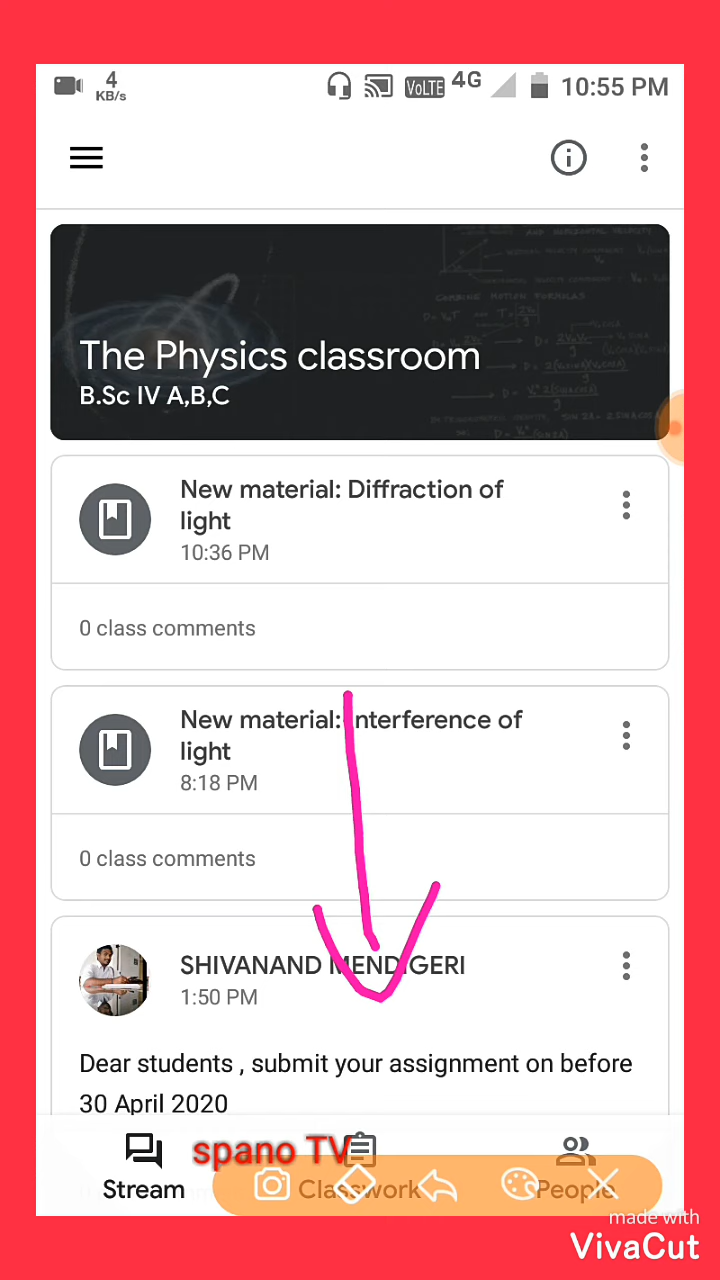 4
KB/s
VoLTE 4G 10:55 PM
The Physics classroom
B.Sc IV A,B,C
New material: Diffraction of
light
10:36 PM
0 class comments
New material: Interference of
light
8:18 PM
0 class comments
SHIVANAND MENDIGERI
1:50 PM
Dear students , submit your assignment on before
30 April 2020
spano TV
Stream Classwork People
made with
VivaCut